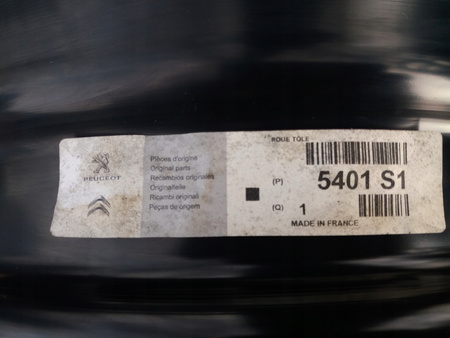 PEUGEOT
Pièces d'origine
Original parts
Recambios originales
Originalteile
Ricambi originali
Peças de origem
ROUE TOLE
(P) 5401 S1
(Q) 1
MADE IN FRANCE